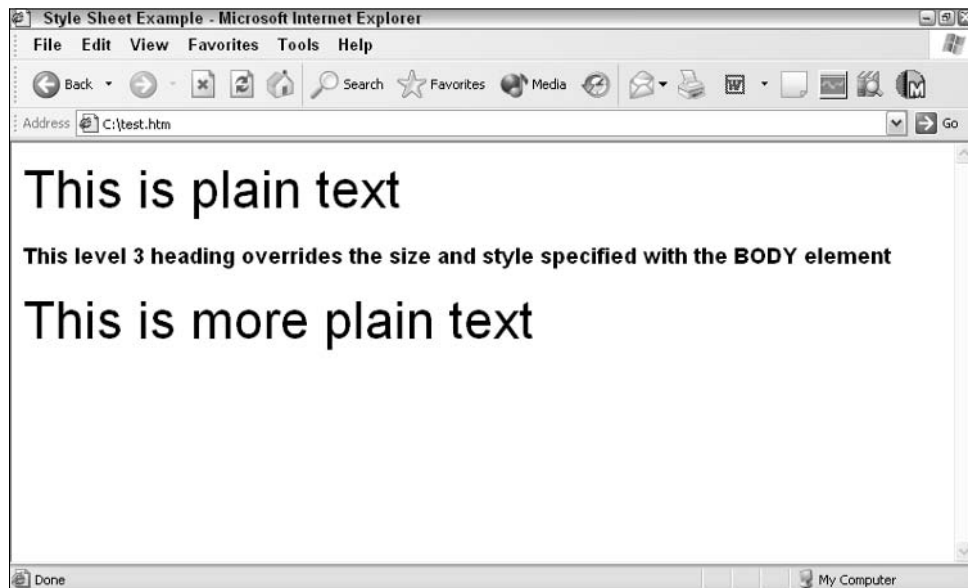 Style Sheet Example - Microsoft Internet Explorer
File Edit View Favorites Tools Help
Back Search Favorites Media W M
Address C:\test.htm Go
This is plain text
This level 3 heading overrides the size and style specified with the BODY element
This is more plain text
Done My Computer